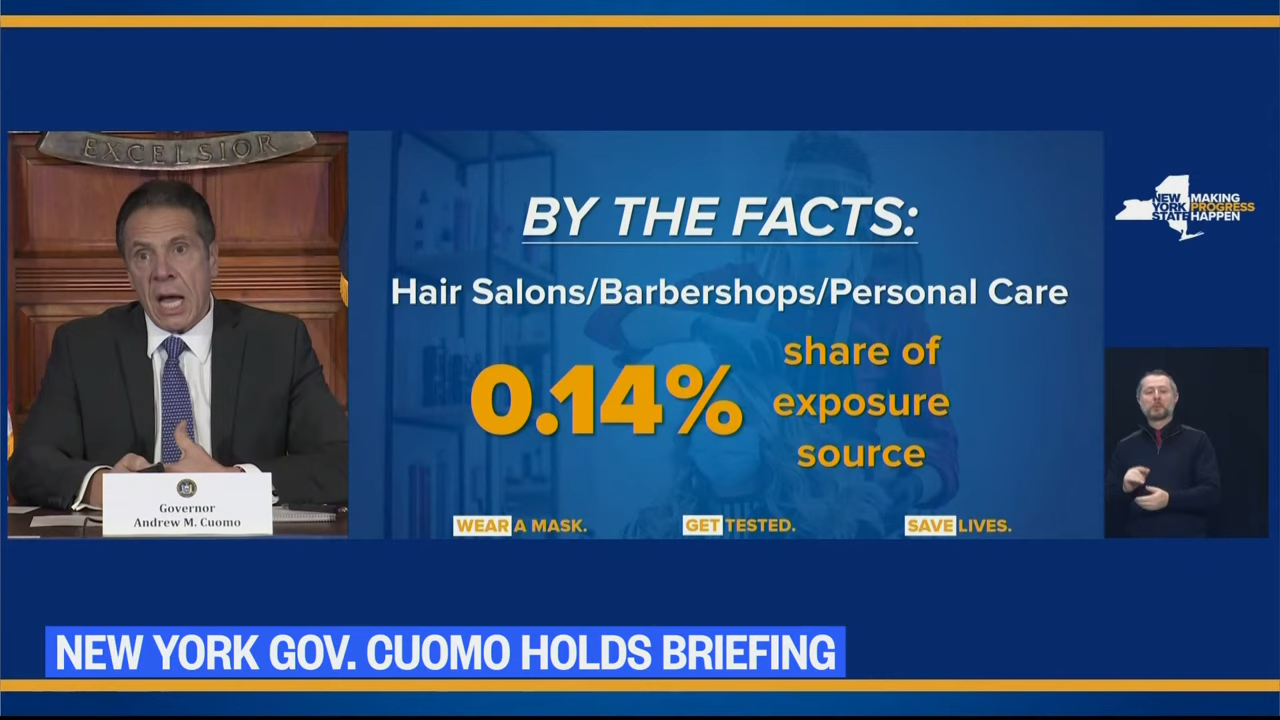 EXCELSIOR
Governor
Andrew M. Cuomo
BY THE FACTS:
Hair Salons/Barbershops/Personal Care
0.14%
share of
exposure
source
WEAR A MASK.
GET TESTED.
SAVE LIVES.
NEW
YORK
STATE
MAKING
PROGRESS
HAPPEN
NEW YORK GOV. CUOMO HOLDS BRIEFING